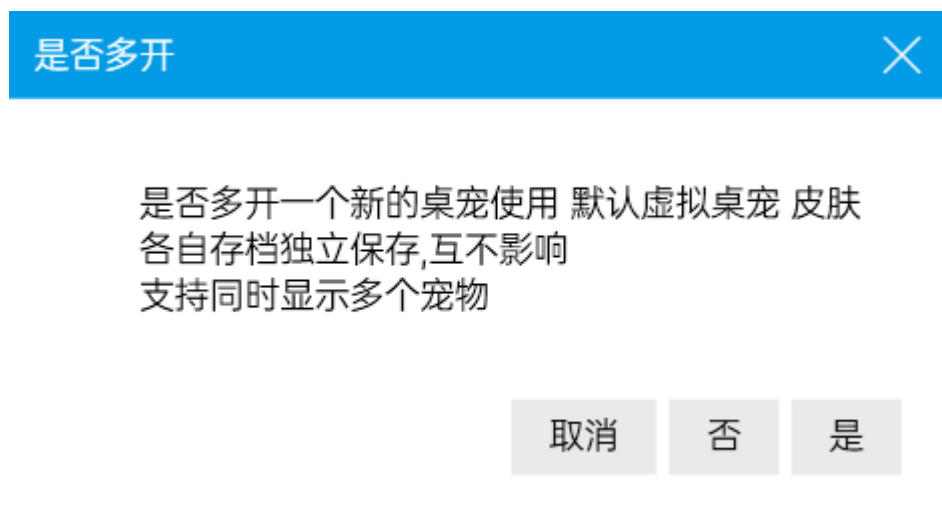 是否多开
是否多开一个新的桌宠使用 默认虚拟桌宠 皮肤
各自存档独立保存,互不影响
支持同时显示多个宠物
取消 否 是